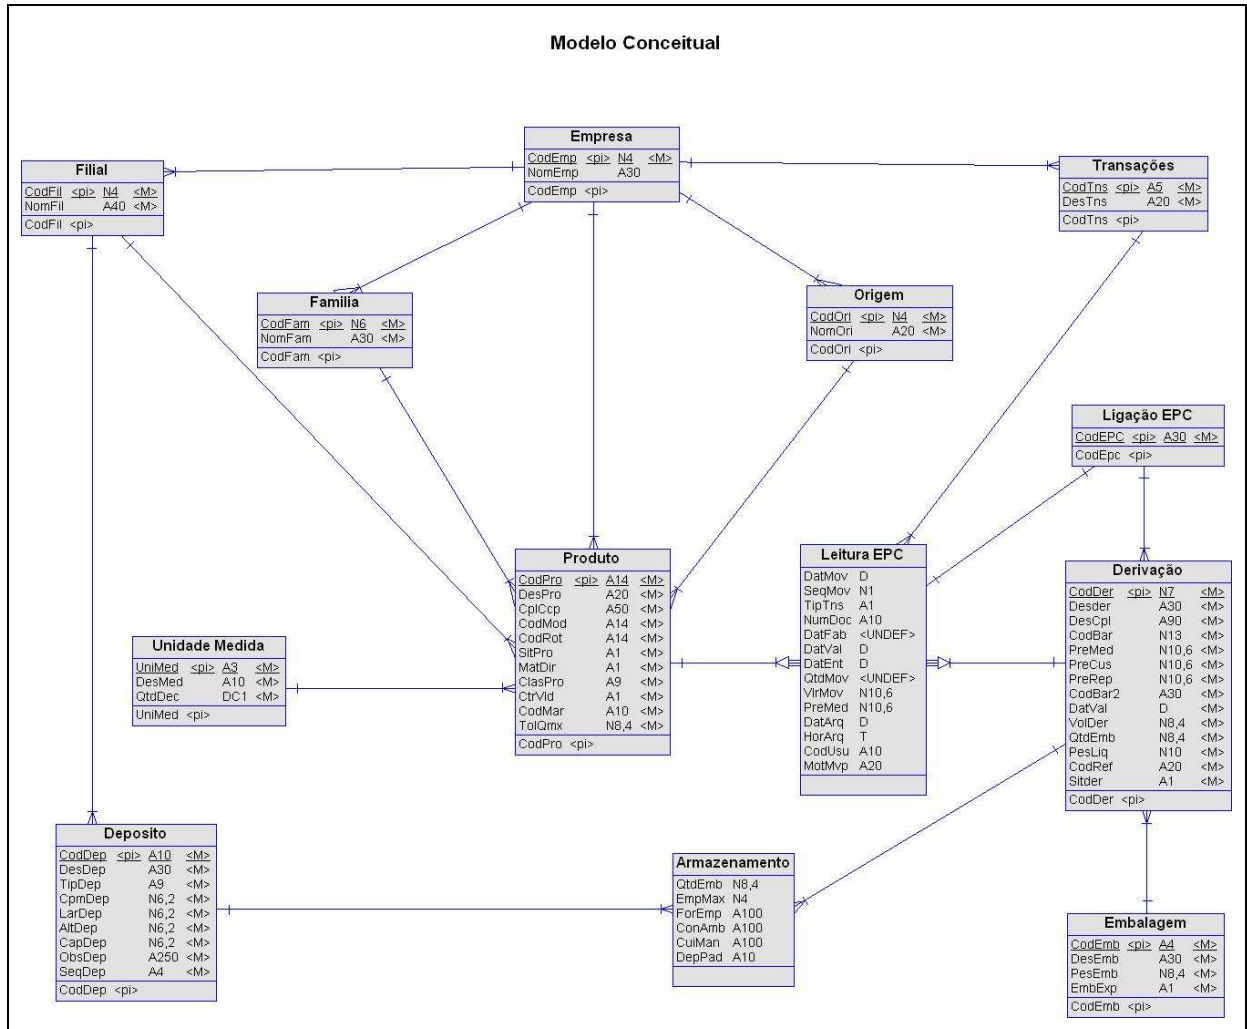 Modelo Conceitual
Empresa
CodEmp <pi> N4 <M>
NomEmp A30
CodEmp <pi>
Filial
CodFil <pi> N4 <M>
NomFil A40 <M>
CodFil <pi>
Transações
CodTns <pi> A5 <M>
DesTns A20 <M>
CodTns <pi>
Familia
CodFam <pi> N6 <M>
NomFam A30 <M>
CodFam <pi>
Origem
CodOri <pi> N4 <M>
NomOri A20 <M>
CodOri <pi>
Ligação EPC
CodEPC <pi> A30 <M>
CodEpc <pi>
Produto
CodPro <pi> A14 <M>
DesPro A20 <M>
CplCcp A50 <M>
CodMod A14 <M>
CodRot A14 <M>
SitPro A1 <M>
MatDir A1 <M>
ClasPro A9 <M>
CtrVld A1 <M>
CodMar A10 <M>
TolQmx N8,4 <M>
CodPro <pi>
Leitura EPC
DatMov D
SeqMov N1
TipTns A1
NumDoc A10
DatFab <UNDEF>
DatVal D
DatEnt D
QtdMov <UNDEF>
VlrMov N10,6
PreMed N10,6
DatArq D
HorArq T
CodUsu A10
MotMvp A20
Derivação
CodDer <pi> N7 <M>
Desder A30 <M>
DesCpl A90 <M>
CodBar N13 <M>
PreMed N10,6 <M>
PreCus N10,6 <M>
PreRep N10,6 <M>
CodBar2 A30 <M>
DatVal D <M>
VolDer N8,4 <M>
QtdEmb N8,4 <M>
PesLiq N10 <M>
CodRef A20 <M>
Sitder A1 <M>
CodDer <pi>
Unidade Medida
UniMed <pi> A3 <M>
DesMed A10 <M>
QtdDec DC1 <M>
UniMed <pi>
Deposito
CodDep <pi> A10 <M>
DesDep A30 <M>
TipDep A9 <M>
CpmDep N6,2 <M>
LarDep N6,2 <M>
AltDep N6,2 <M>
CapDep N6,2 <M>
ObsDep A250 <M>
SeqDep A4 <M>
CodDep <pi>
Armazenamento
QtdEmb N8,4
EmpMax N4
ForEmp A100
ConAmb A100
CuiMan A100
DepPad A10
Embalagem
CodEmb <pi> A4 <M>
DesEmb A30 <M>
PesEmb N8,4 <M>
EmbExp A1 <M>
CodEmb <pi>